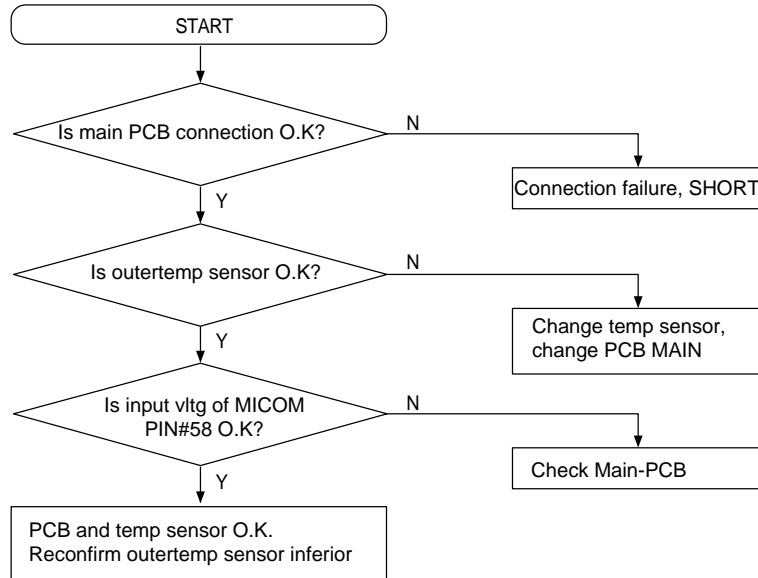 START
Is main PCB connection O.K?
N
Connection failure, SHORT
Y
Is outertemp sensor O.K?
N
Change temp sensor,
change PCB MAIN
Y
Is input vltg of MICOM
PIN#58 O.K?
N
Check Main-PCB
Y
PCB and temp sensor O.K.
Reconfirm outertemp sensor inferior